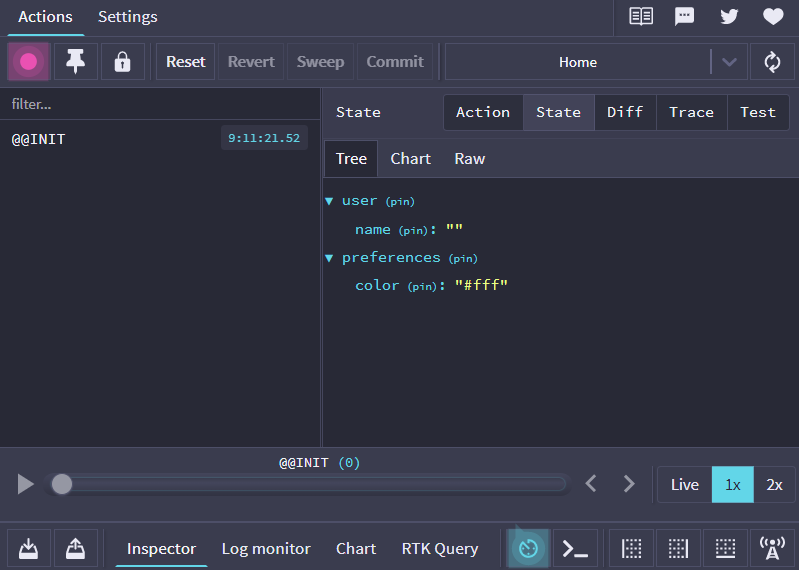 Actions Settings
Reset Revert Sweep Commit Home
filter...
@@INIT 9:11:21.52
State Action State Diff Trace Test
Tree Chart Raw
user (pin)
name (pin): ""
preferences (pin)
color (pin): "#fff"
@@INIT (0)
Live 1x 2x
Inspector Log monitor Chart RTK Query